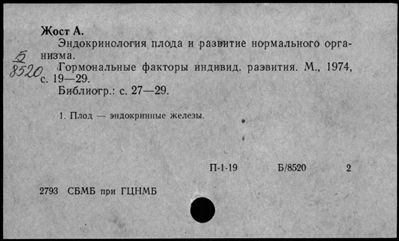 Жост А.
Эндокринология плода и развитие нормального орга-
низма.
Б
8520
Гормональные факторы индивид. развития. М., 1974,
с. 19—29.
Библиогр.: с. 27—29.
1. Плод — эндокринные железы.
П-1-19 Б/8520 2
2793 СБМБ при ГЦНМБ